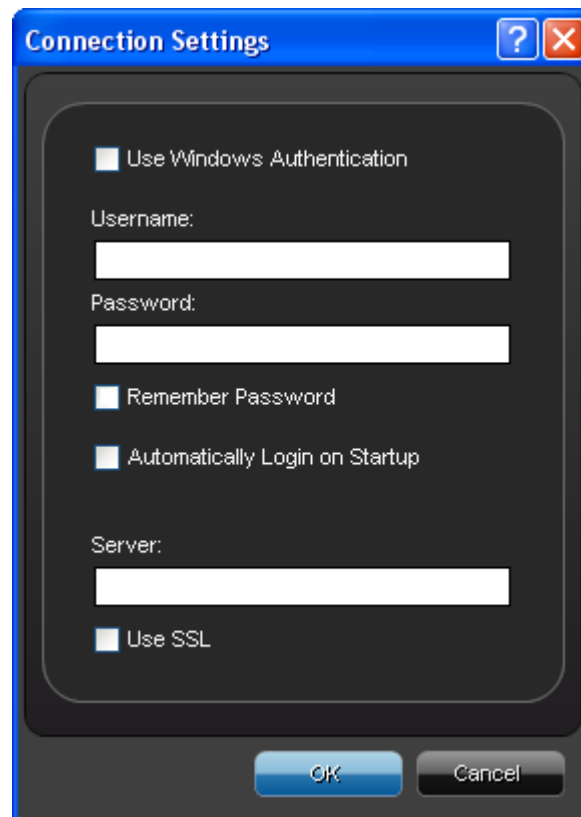 Connection Settings
?
Use Windows Authentication
Username:
Password:
Remember Password
Automatically Login on Startup
Server:
Use SSL
OK
Cancel